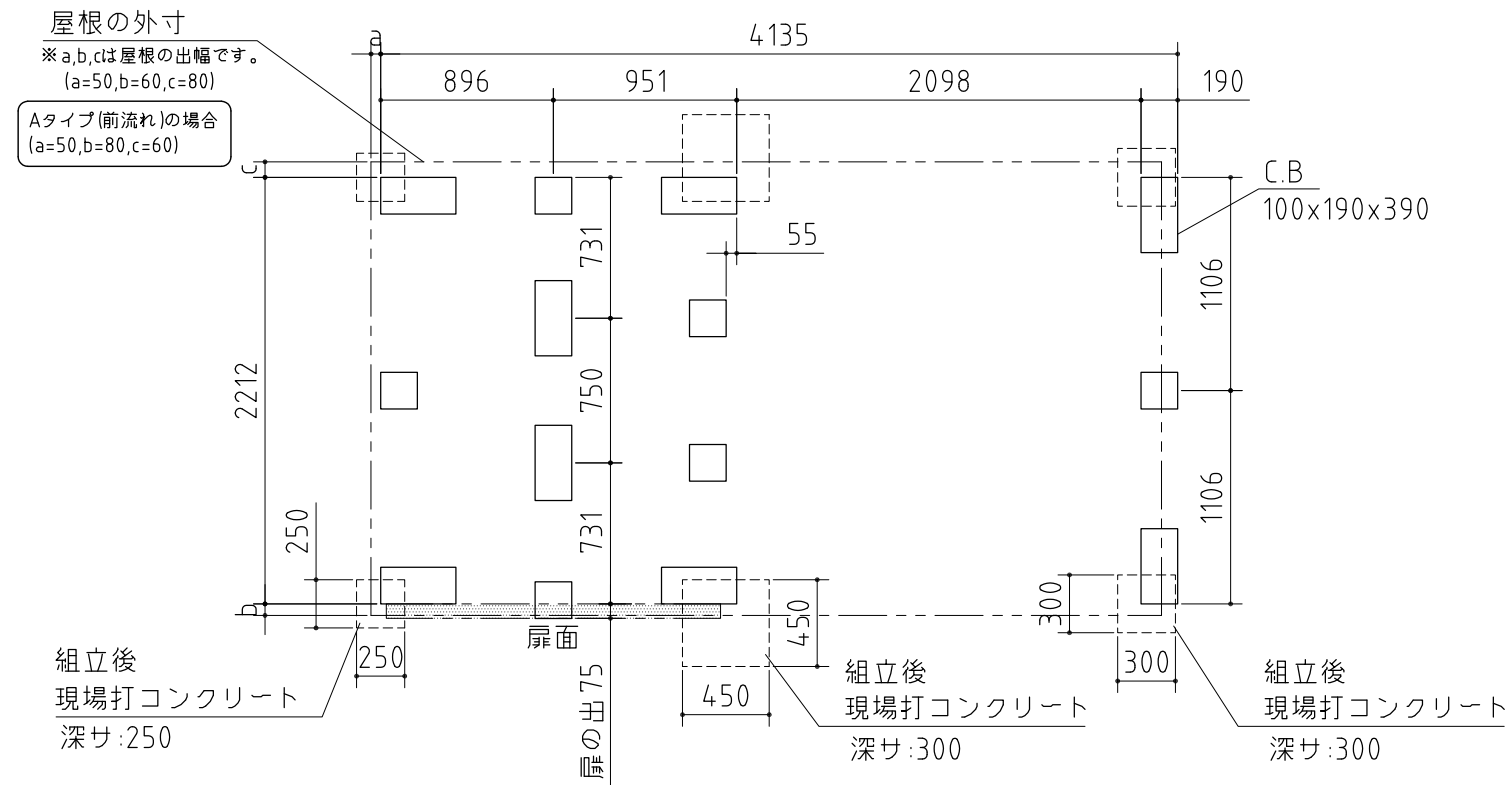 屋根の外寸
※a,b,cは屋根の出幅です。
(a=50,b=60,c=80)
Aタイプ(前流れ)の場合
(a=50,b=80,c=60)
a
4135
896
951
2098
190
c
C.B
100x190x390
55
731
1106
2212
750
1106
731
250
b
扉面
250
450
450
300
300
扉の出75
組立後
現場打コンクリート
深サ:250
組立後
現場打コンクリート
深サ:300
組立後
現場打コンクリート
深サ:300